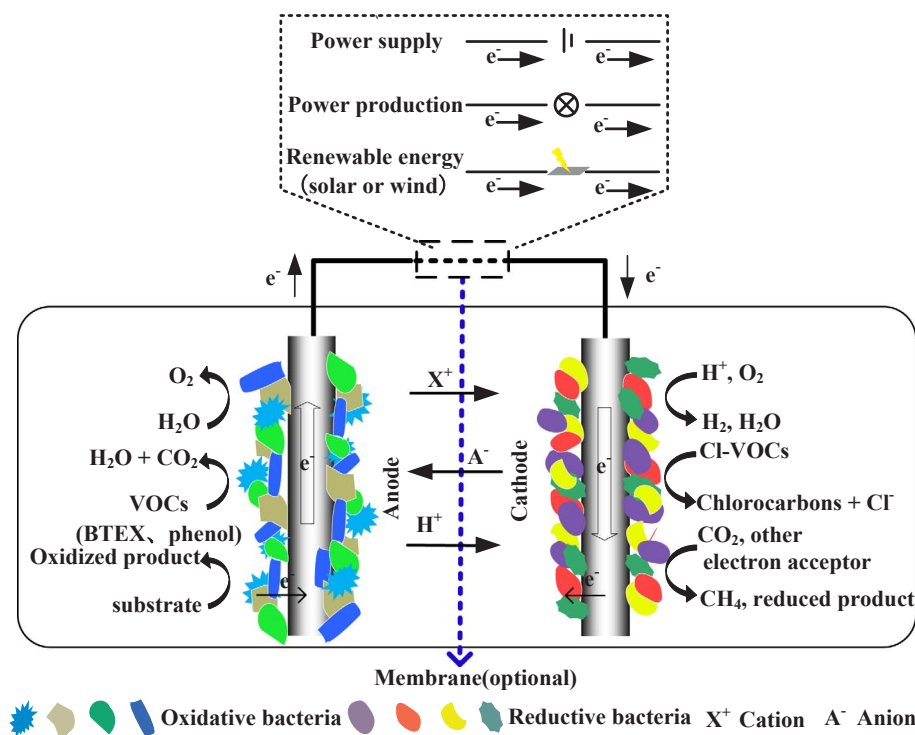 Power supply
e⁻ e⁻
Power production
e⁻ e⁻
Renewable energy
(solar or wind)
e⁻ e⁻
e⁻ e⁻
O₂
H₂O
H₂O + CO₂
VOCs
(BTEX、phenol)
Oxidized product
substrate
e⁻
e⁻
Anode
X⁺
A⁻
H⁺
Cathode
e⁻
e⁻
H⁺, O₂
H₂, H₂O
Cl-VOCs
Chlorocarbons + Cl⁻
CO₂, other
electron acceptor
CH₄, reduced product
Membrane(optional)
Oxidative bacteria Reductive bacteria X⁺ Cation A⁻ Anion